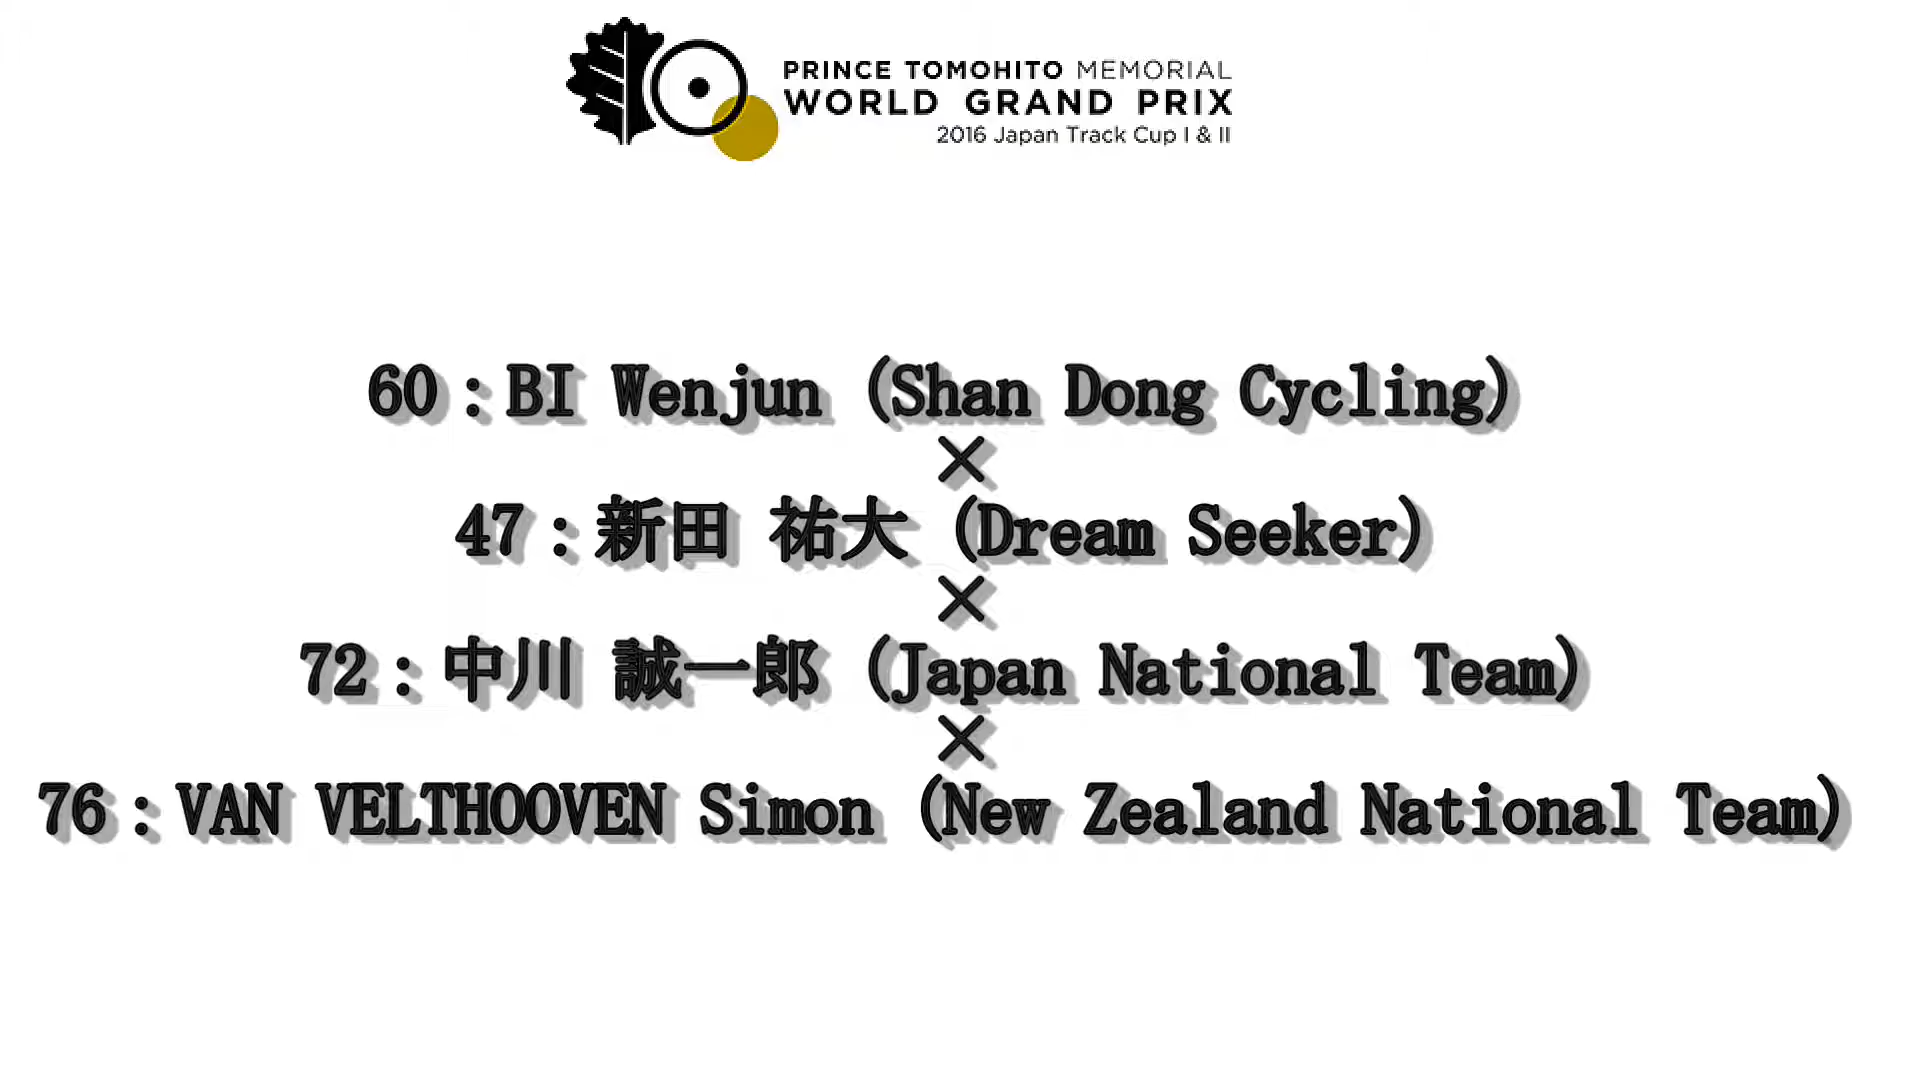 PRINCE TOMOHITO MEMORIAL
WORLD GRAND PRIX
2016 Japan Track Cup I & II
60：BI Wenjun (Shan Dong Cycling)
×
47：新田 祐大 (Dream Seeker)
×
72：中川 誠一郎 (Japan National Team)
×
76：VAN VELTHOOVEN Simon (New Zealand National Team)